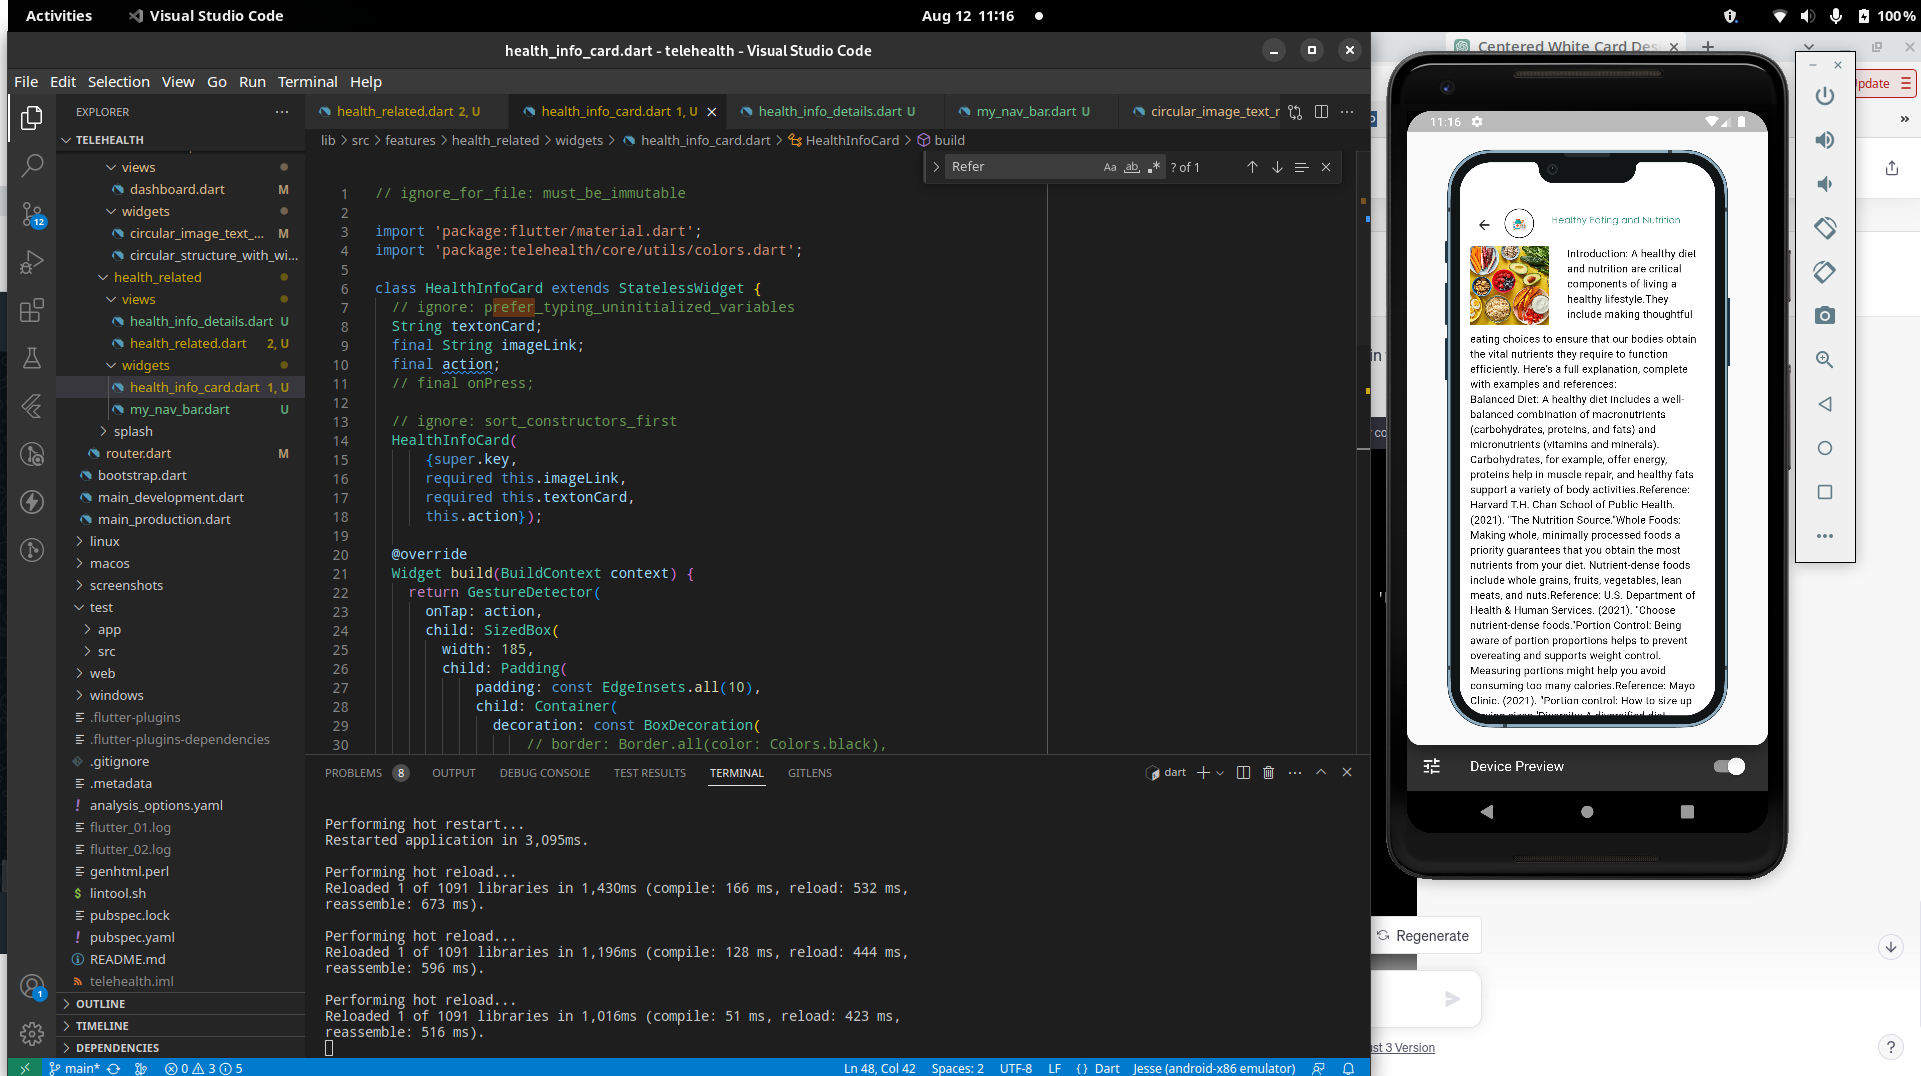 Activities
Visual Studio Code
Aug 12 11:16
100 %
health_info_card.dart - telehealth - Visual Studio Code
File Edit Selection View Go Run Terminal Help
EXPLORER
TELEHEALTH
views
dashboard.dart M
widgets
circular_image_text_... M
circular_structure_with_wi...
health_related
views
health_info_details.dart U
health_related.dart 2, U
widgets
health_info_card.dart 1, U
my_nav_bar.dart U
splash
router.dart M
bootstrap.dart
main_development.dart
main_production.dart
linux
macos
screenshots
test
app
src
web
windows
.flutter-plugins
.flutter-plugins-dependencies
.gitignore
.metadata
analysis_options.yaml
flutter_01.log
flutter_02.log
genhtml.perl
lintool.sh
pubspec.lock
pubspec.yaml
README.md
telehealth.iml
OUTLINE
TIMELINE
DEPENDENCIES
12
1
health_related.dart 2, U
health_info_card.dart 1, U
health_info_details.dart U
my_nav_bar.dart U
circular_image_text_r
lib > src > features > health_related > widgets > health_info_card.dart > HealthInfoCard > build
Refer
Aa ab .*
? of 1
1 // ignore_for_file: must_be_immutable
2
3 import 'package:flutter/material.dart';
4 import 'package:telehealth/core/utils/colors.dart';
5
6 class HealthInfoCard extends StatelessWidget {
7 // ignore: prefer_typing_uninitialized_variables
8 String textonCard;
9 final String imageLink;
10 final action;
11 // final onPress;
12
13 // ignore: sort_constructors_first
14 HealthInfoCard(
15 {super.key,
16 required this.imageLink,
17 required this.textonCard,
18 this.action});
19
20 @override
21 Widget build(BuildContext context) {
22 return GestureDetector(
23 onTap: action,
24 child: SizedBox(
25 width: 185,
26 child: Padding(
27 padding: const EdgeInsets.all(10),
28 child: Container(
29 decoration: const BoxDecoration(
30 // border: Border.all(color: Colors.black),
PROBLEMS 8 OUTPUT DEBUG CONSOLE TEST RESULTS TERMINAL GITLENS
dart
Performing hot restart...
Restarted application in 3,095ms.
Performing hot reload...
Reloaded 1 of 1091 libraries in 1,430ms (compile: 166 ms, reload: 532 ms,
reassemble: 673 ms).
Performing hot reload...
Reloaded 1 of 1091 libraries in 1,196ms (compile: 128 ms, reload: 444 ms,
reassemble: 596 ms).
Performing hot reload...
Reloaded 1 of 1091 libraries in 1,016ms (compile: 51 ms, reload: 423 ms,
reassemble: 516 ms).
main* 0 3 5
Ln 48, Col 42 Spaces: 2 UTF-8 LF {} Dart Jesse (android-x86 emulator)
Centered White Card Des
Update
11:16
Healthy Eating and Nutrition
Introduction: A healthy diet
and nutrition are critical
components of living a
healthy lifestyle.They
include making thoughtful
eating choices to ensure that our bodies obtain
the vital nutrients they require to function
efficiently. Here's a full explanation, complete
with examples and references:
Balanced Diet: A healthy diet includes a well-
balanced combination of macronutrients
(carbohydrates, proteins, and fats) and
micronutrients (vitamins and minerals).
Carbohydrates, for example, offer energy,
proteins help in muscle repair, and healthy fats
support a variety of body activities.Reference:
Harvard T.H. Chan School of Public Health.
(2021). "The Nutrition Source."Whole Foods:
Making whole, minimally processed foods a
priority guarantees that you obtain the most
nutrients from your diet. Nutrient-dense foods
include whole grains, fruits, vegetables, lean
meats, and nuts.Reference: U.S. Department of
Health & Human Services. (2021). "Choose
nutrient-dense foods."Portion Control: Being
aware of portion proportions helps to prevent
overeating and supports weight control.
Measuring portions might help you avoid
consuming too many calories.Reference: Mayo
Clinic. (2021). "Portion control: How to size up
Device Preview
Regenerate
st 3 Version
?